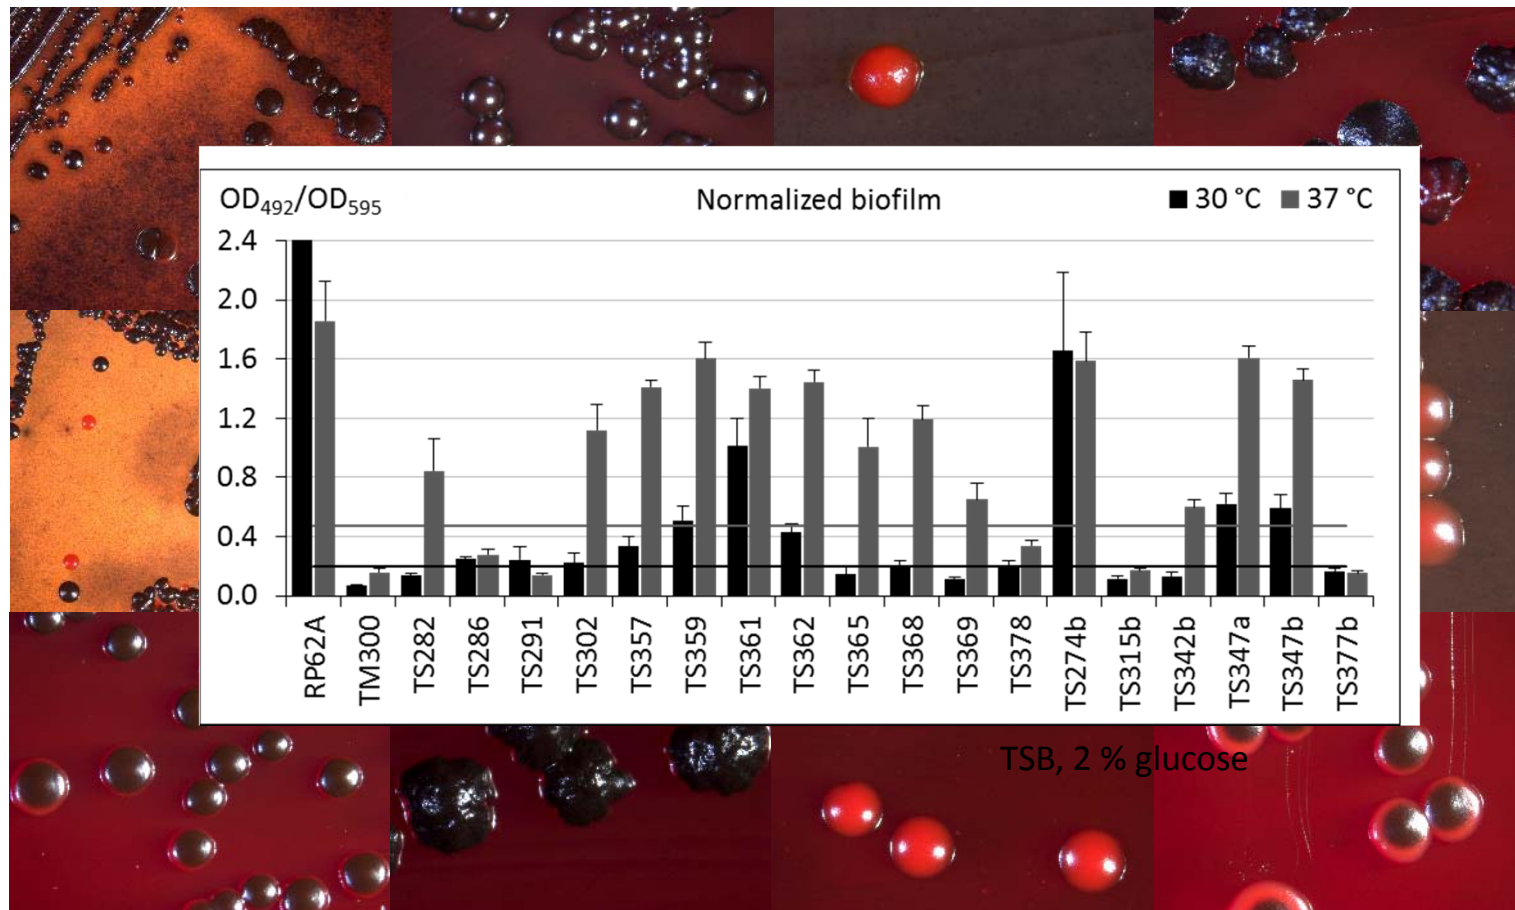 OD492/OD595
Normalized biofilm
30 °C
37 °C
2.4
2.0
1.6
1.2
0.8
0.4
0.0
RP62A
TM300
TS282
TS286
TS291
TS302
TS357
TS359
TS361
TS362
TS365
TS368
TS369
TS378
TS274b
TS315b
TS342b
TS347a
TS347b
TS377b
TSB, 2 % glucose